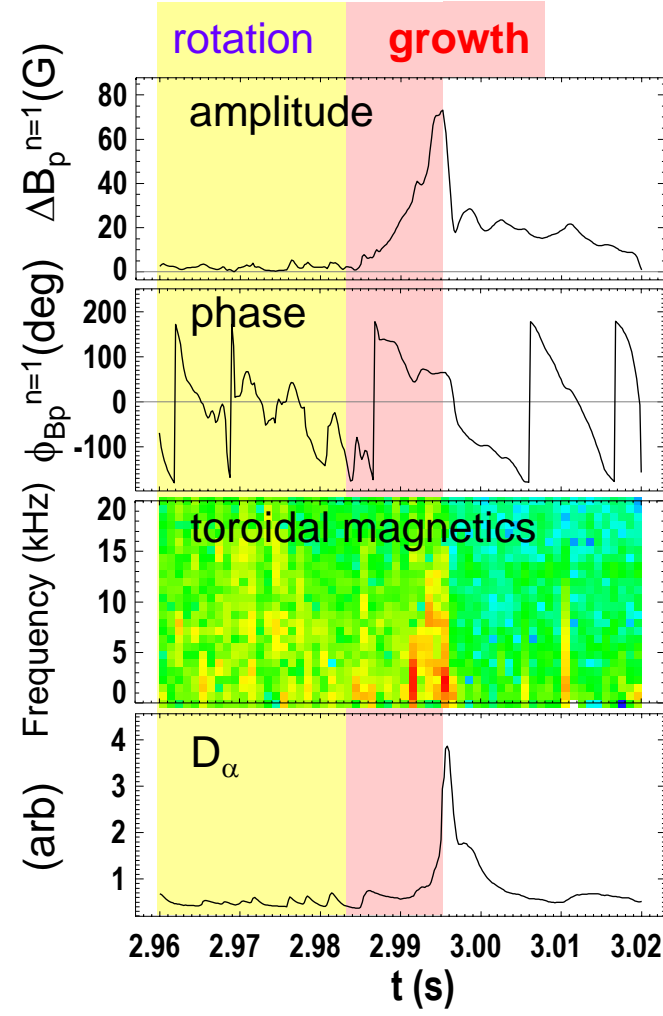 rotation growth
ΔBp^n=1(G)
amplitude
80
60
40
20
0
ϕBp^n=1(deg)
phase
200
100
0
-100
Frequency (kHz)
toroidal magnetics
20
15
10
5
0
(arb)
Dα
4
3
2
1
2.96 2.97 2.98 2.99 3.00 3.01 3.02
t (s)